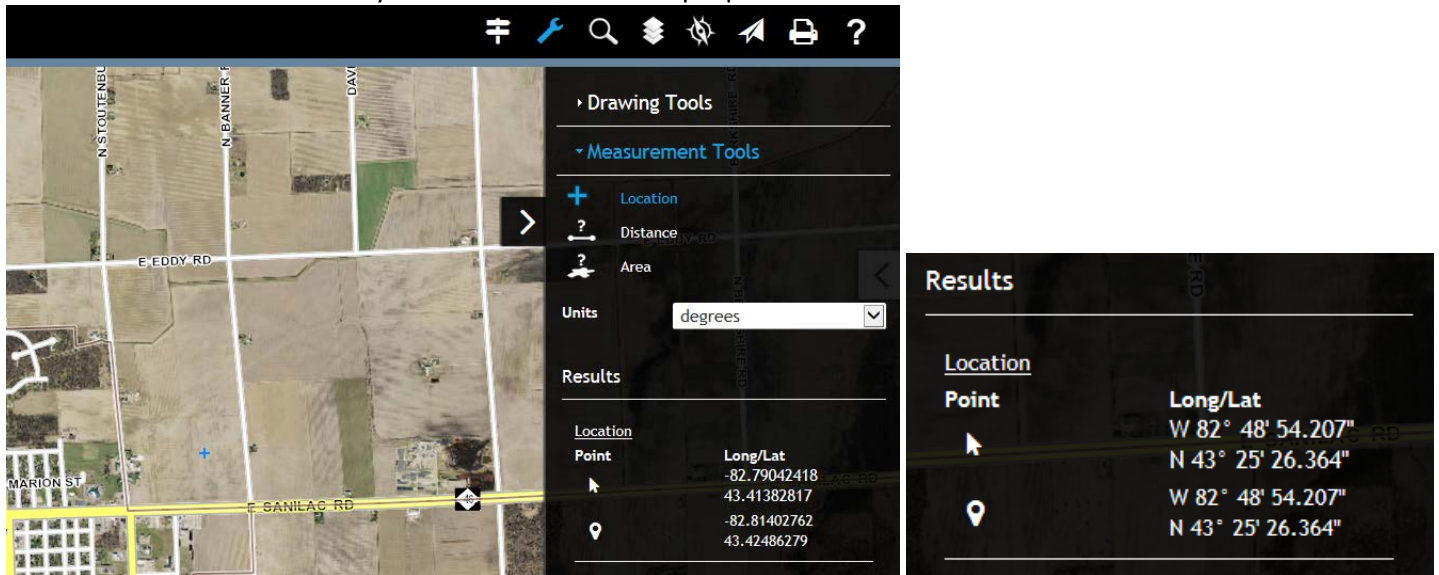 ?
N STOUTENBU
N BANNER R
DAVI
E EDDY RD
MARION ST
E SANILAC RD
46
Drawing Tools
Measurement Tools
Location
? Distance
? Area
Units degrees
Results
Location
Point Long/Lat
-82.79042418
43.41382817
-82.81402762
43.42486279
Results
Location
Point Long/Lat
W 82° 48' 54.207"
N 43° 25' 26.364"
W 82° 48' 54.207"
N 43° 25' 26.364"